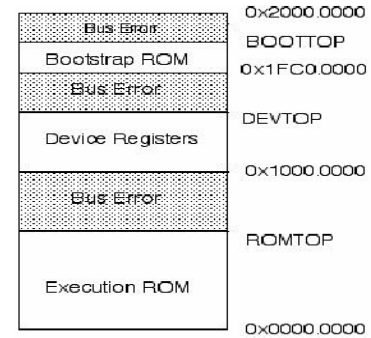 0x2000.0000
Bus Error
BOOTTOP
Bootstrap ROM
0x1FC0.0000
Bus Error
DEVTOP
Device Registers
0x1000.0000
Bus Error
ROMTOP
Execution ROM
0x0000.0000